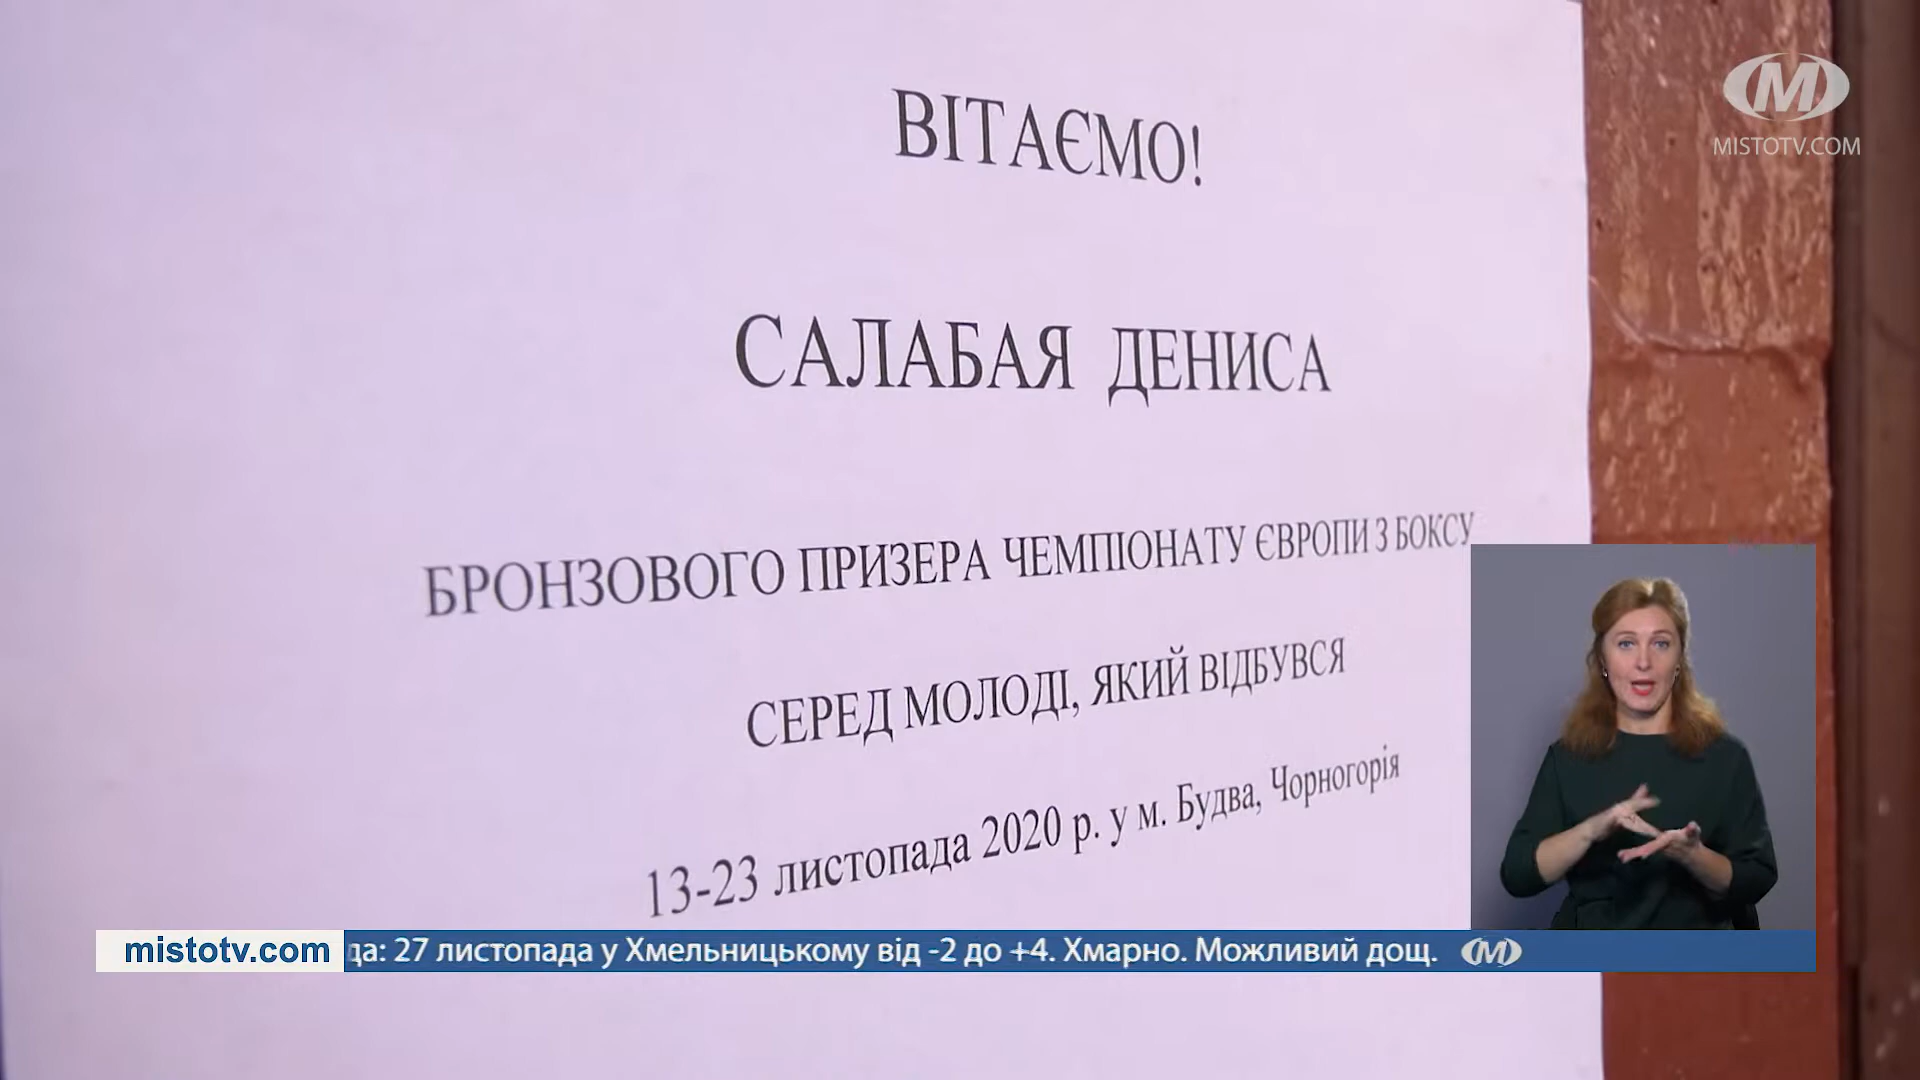 M
MISTOTV.COM
ВІТАЄМО!
САЛАБАЯ ДЕНИСА
БРОНЗОВОГО ПРИЗЕРА ЧЕМПІОНАТУ ЄВРОПИ З БОКСУ
СЕРЕД МОЛОДІ, ЯКИЙ ВІДБУВСЯ
13-23 листопада 2020 р. у м. Будва, Чорногорія
mistotv.com да: 27 листопада у Хмельницькому від -2 до +4. Хмарно. Можливий дощ. M